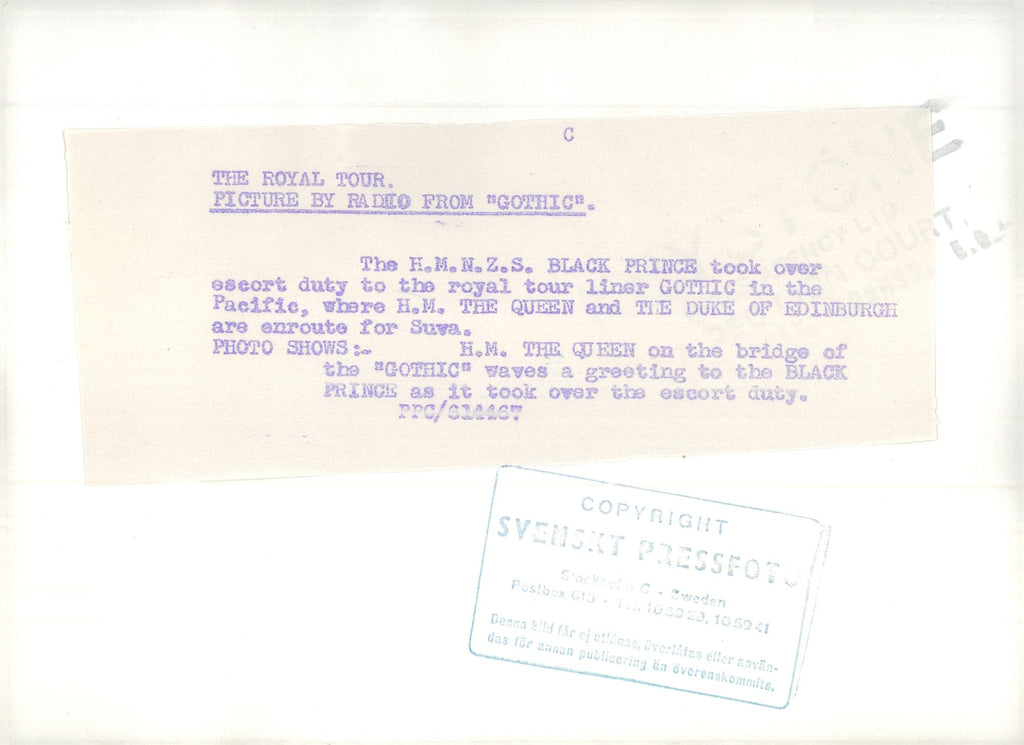 C
THE ROYAL TOUR.
PICTURE BY RADIO FROM "GOTHIC".
The H.M.N.Z.S. BLACK PRINCE took over
escort duty to the royal tour liner GOTHIC in the
Pacific, where H.M. THE QUEEN and THE DUKE OF EDINBURGH
are enroute for Suva.
PHOTO SHOWS:- H.M. THE QUEEN on the bridge of
the "GOTHIC" waves a greeting to the BLACK
PRINCE as it took over the escort duty.
PPC/614467
COURT,
COPYRIGHT
SVENSKT PRESSFOTO
Stockholm C - Sweden
Postbox 613 - Tel. 105929, 105941
Denna bild får ej utlånas, överlåtas eller använ-
das för annan publicering än överenskommits.